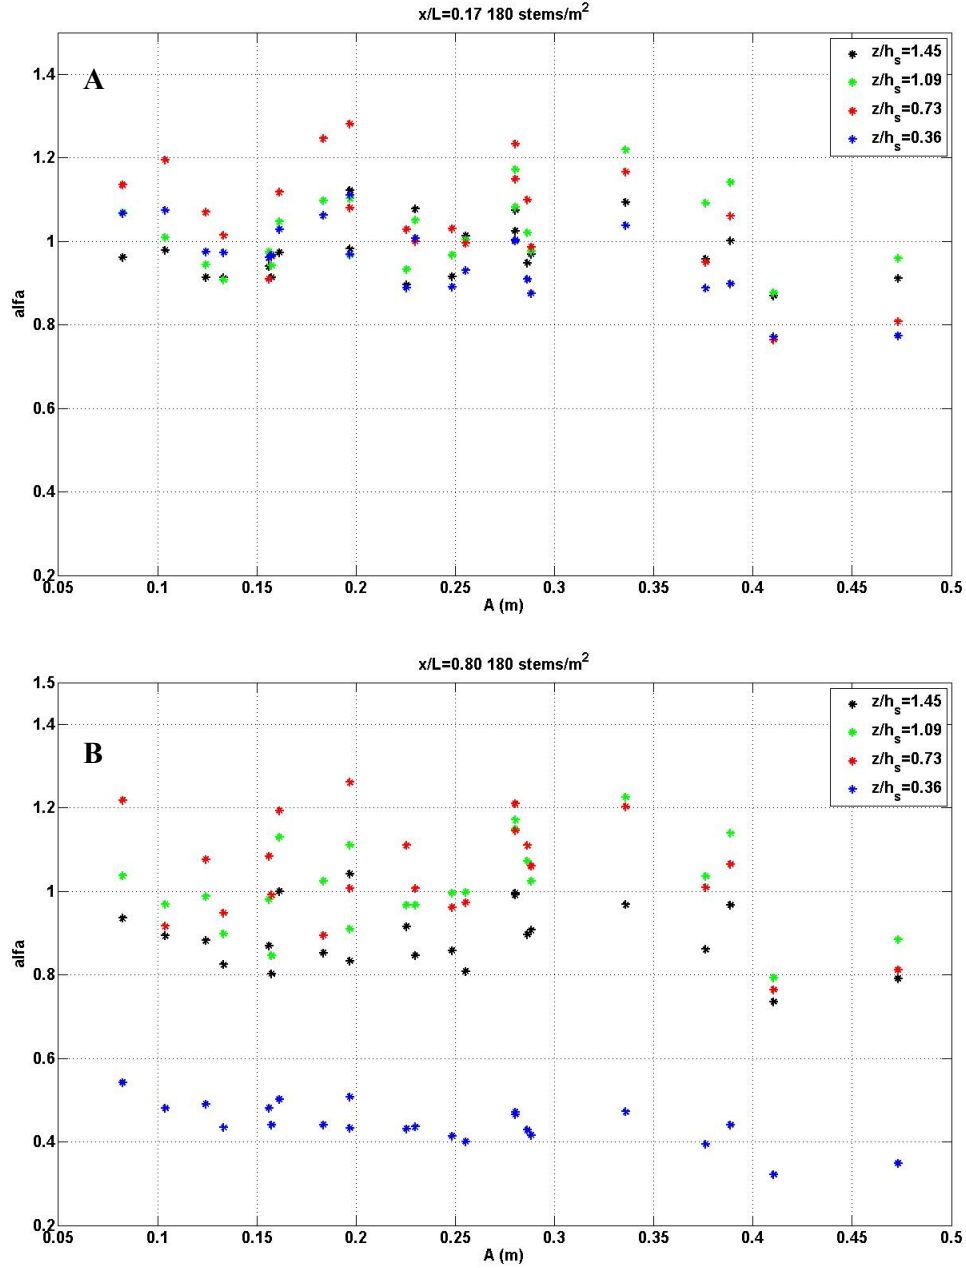 x/L=0.17 180 stems/m²
A
z/hₛ=1.45
z/hₛ=1.09
z/hₛ=0.73
z/hₛ=0.36
alfa
1.4
1.2
1
0.8
0.6
0.4
0.2
0.05 0.1 0.15 0.2 0.25 0.3 0.35 0.4 0.45 0.5
A (m)
x/L=0.80 180 stems/m²
B
z/hₛ=1.45
z/hₛ=1.09
z/hₛ=0.73
z/hₛ=0.36
alfa
1.5
1.4
1.2
1
0.8
0.6
0.4
0.2
0.05 0.1 0.15 0.2 0.25 0.3 0.35 0.4 0.45 0.5
A (m)